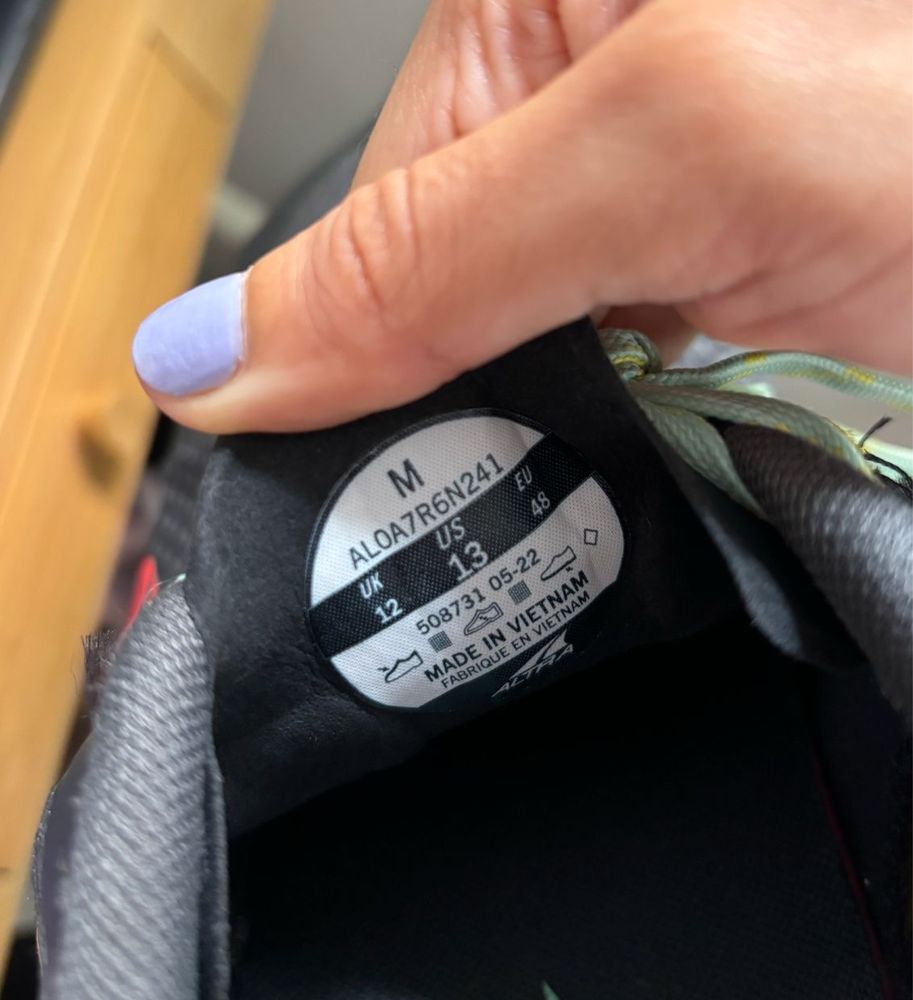 M
AL0A7R6N241
UK US EU
12 13 48
508731 05-22
MADE IN VIETNAM
FABRIQUE EN VIETNAM
ALTRA